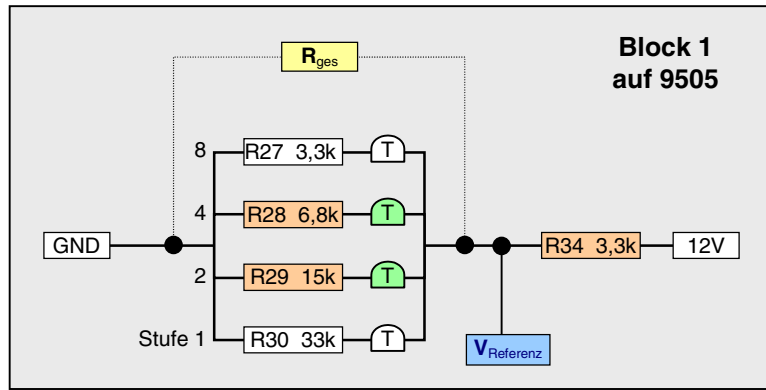 Block 1
auf 9505
Rges
8 R27 3,3k T
4 R28 6,8k T
GND R34 3,3k 12V
2 R29 15k T
Stufe 1 R30 33k T
VReferenz